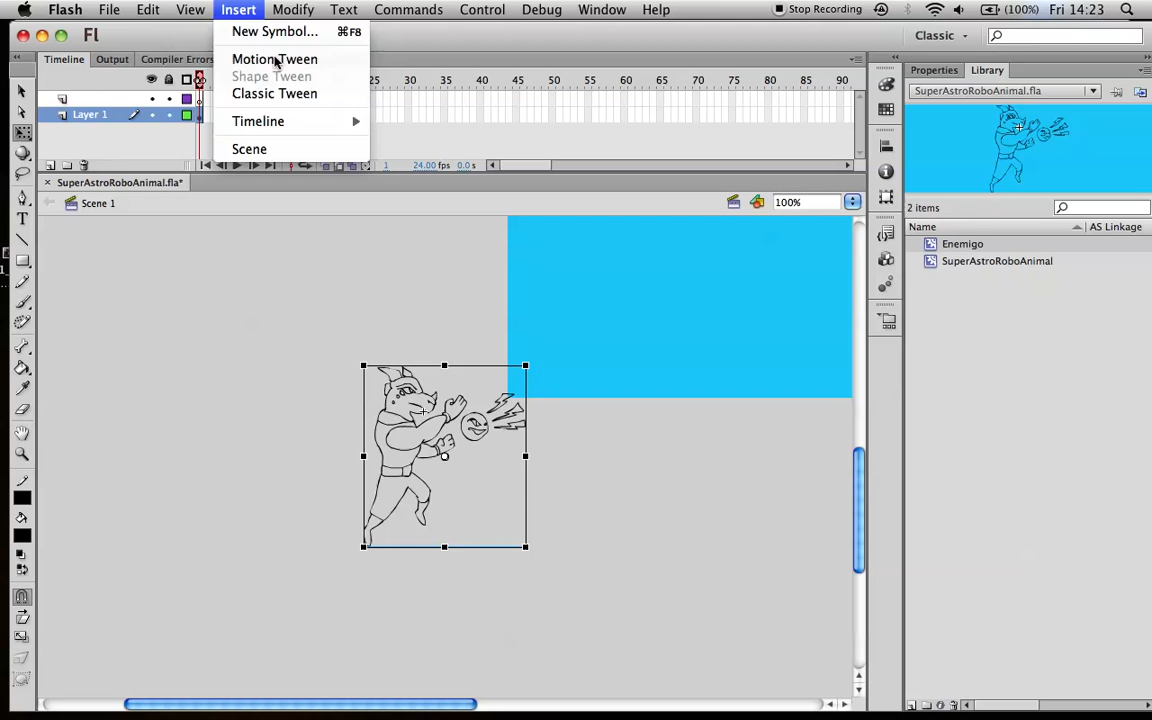 Flash File Edit View Insert Modify Text Commands Control Debug Window Help Stop Recording (100%) Fri 14:23
Fl Classic
New Symbol... ⌘F8
Motion Tween
Shape Tween
Classic Tween
Timeline
Scene
Timeline Output Compiler Errors
25 30 35 40 45 50 55 60 65 70 75 80 85 90
Layer 1
1 24.00 fps 0.0 s
SuperAstroRoboAnimal.fla*
Scene 1 100%
Properties Library
SuperAstroRoboAnimal.fla
2 items
Name AS Linkage
Enemigo
SuperAstroRoboAnimal